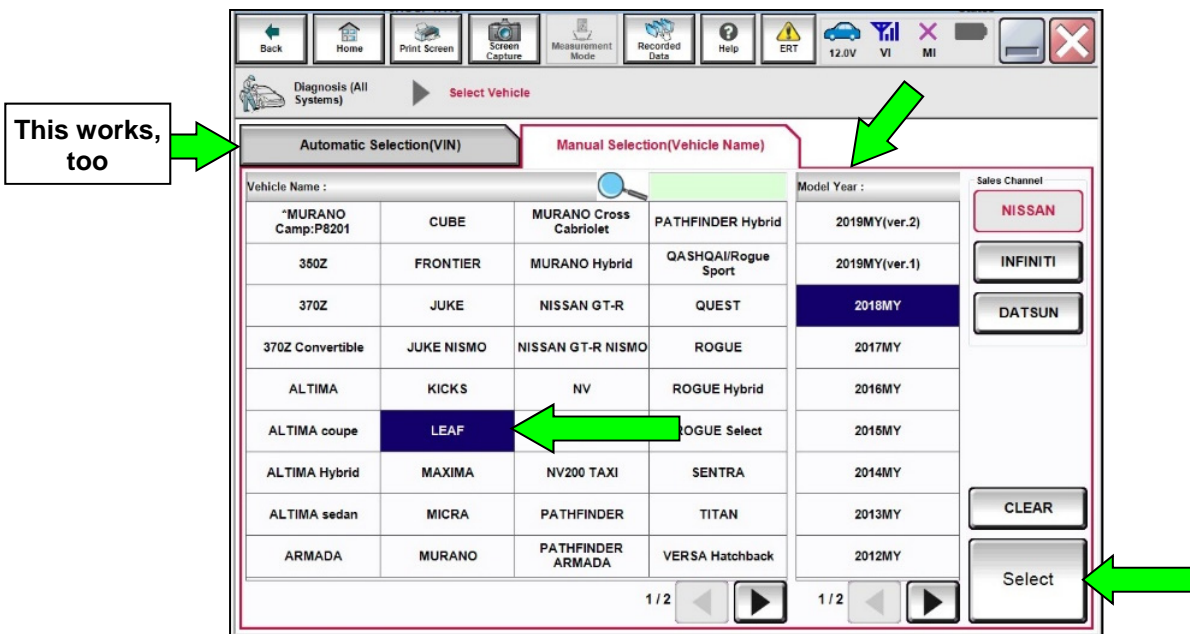 Back
Home
Print Screen
Screen
Capture
Measurement
Mode
Recorded
Data
Help
ERT
12.0V
VI
MI
Diagnosis (All
Systems)
Select Vehicle
This works,
too
Automatic Selection(VIN)
Manual Selection(Vehicle Name)
Vehicle Name :
Model Year :
Sales Channel
*MURANO
Camp:P8201
CUBE
MURANO Cross
Cabriolet
PATHFINDER Hybrid
2019MY(ver.2)
NISSAN
350Z
FRONTIER
MURANO Hybrid
QASHQAI/Rogue
Sport
2019MY(ver.1)
INFINITI
370Z
JUKE
NISSAN GT-R
QUEST
2018MY
DATSUN
370Z Convertible
JUKE NISMO
NISSAN GT-R NISMO
ROGUE
2017MY
ALTIMA
KICKS
NV
ROGUE Hybrid
2016MY
ALTIMA coupe
LEAF
ROGUE Select
2015MY
ALTIMA Hybrid
MAXIMA
NV200 TAXI
SENTRA
2014MY
ALTIMA sedan
MICRA
PATHFINDER
TITAN
2013MY
CLEAR
ARMADA
MURANO
PATHFINDER
ARMADA
VERSA Hatchback
2012MY
Select
1 / 2
1 / 2